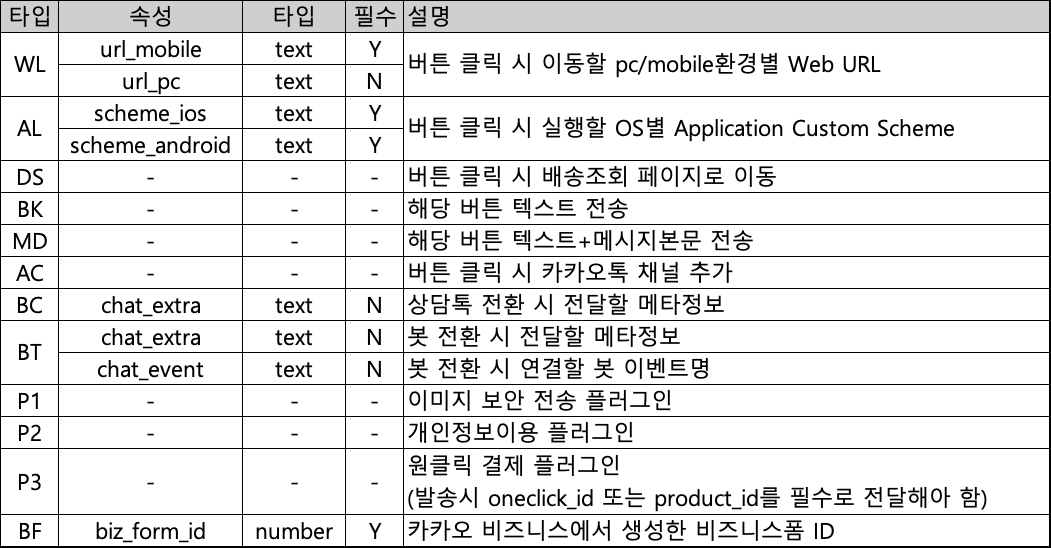 타입 속성 타입 필수 설명
WL url_mobile text Y 버튼 클릭 시 이동할 pc/mobile환경별 Web URL
url_pc text N
AL scheme_ios text Y 버튼 클릭 시 실행할 OS별 Application Custom Scheme
scheme_android text Y
DS - - - 버튼 클릭 시 배송조회 페이지로 이동
BK - - - 해당 버튼 텍스트 전송
MD - - - 해당 버튼 텍스트+메시지본문 전송
AC - - - 버튼 클릭 시 카카오톡 채널 추가
BC chat_extra text N 상담톡 전환 시 전달할 메타정보
BT chat_extra text N 봇 전환 시 전달할 메타정보
chat_event text N 봇 전환 시 연결할 봇 이벤트명
P1 - - - 이미지 보안 전송 플러그인
P2 - - - 개인정보이용 플러그인
P3 - - - 원클릭 결제 플러그인
(발송시 oneclick_id 또는 product_id를 필수로 전달해아 함)
BF biz_form_id number Y 카카오 비즈니스에서 생성한 비즈니스폼 ID